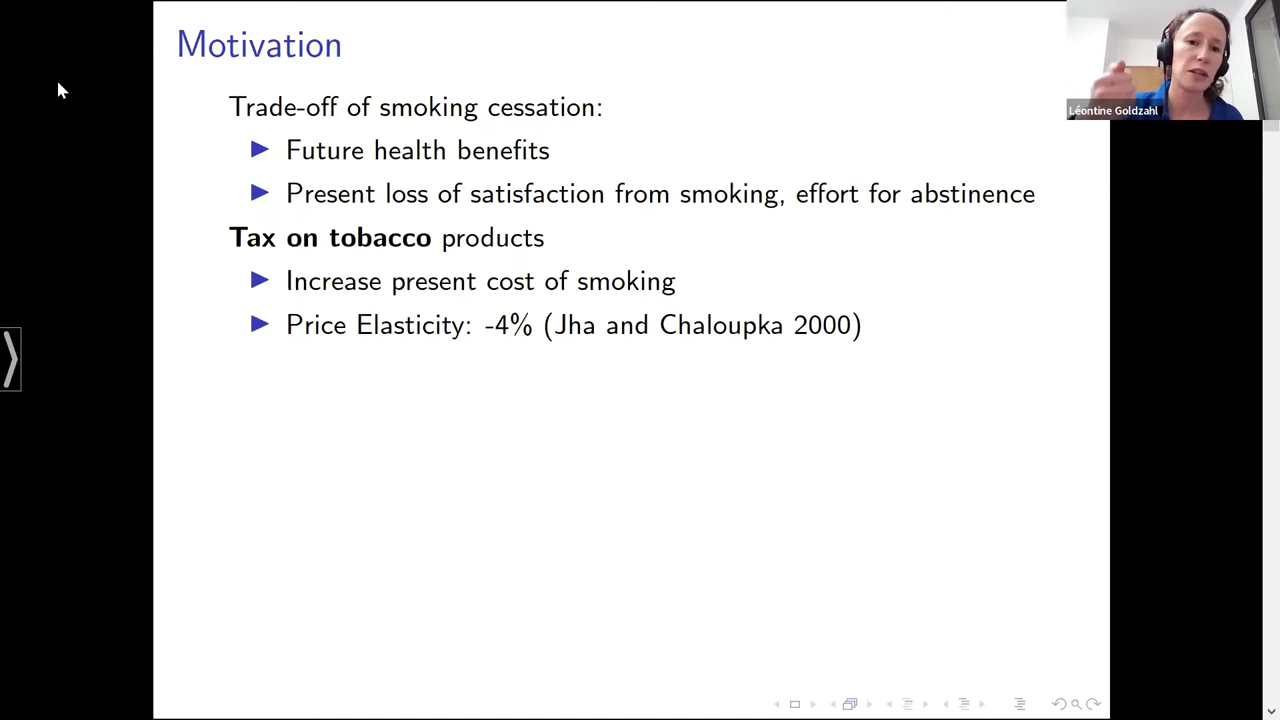 Motivation
Trade-off of smoking cessation:
Future health benefits
Present loss of satisfaction from smoking, effort for abstinence
Tax on tobacco products
Increase present cost of smoking
Price Elasticity: -4% (Jha and Chaloupka 2000)
Léontine Goldzahl